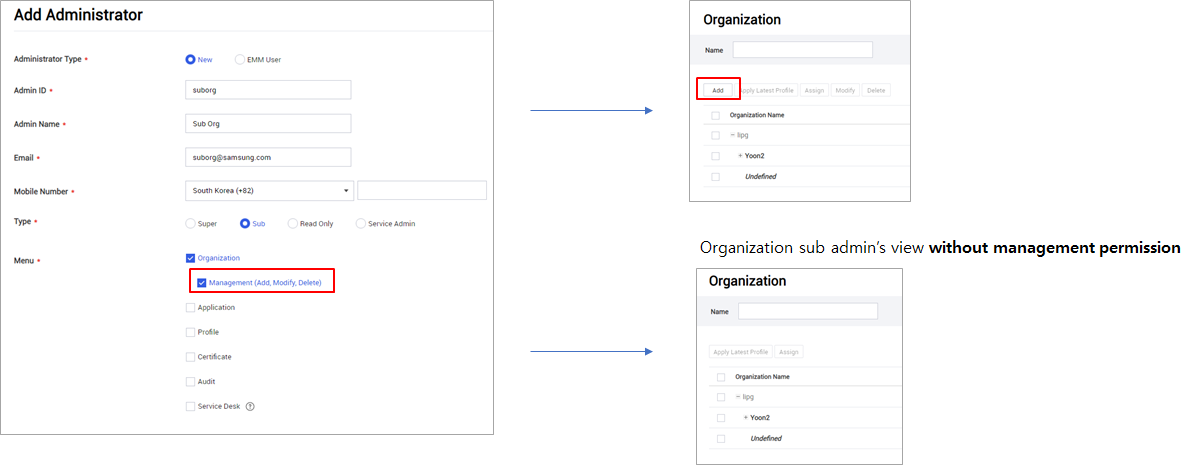 Add Administrator
Administrator Type *
New
EMM User
Admin ID *
suborg
Admin Name *
Sub Org
Email *
suborg@samsung.com
Mobile Number *
South Korea (+82)
Type *
Super
Sub
Read Only
Service Admin
Menu *
Organization
Management (Add, Modify, Delete)
Application
Profile
Certificate
Audit
Service Desk ?
Organization
Name
Add
Apply Latest Profile
Assign
Modify
Delete
Organization Name
− lipg
+ Yoon2
Undefined
Organization sub admin's view without management permission
Organization
Name
Apply Latest Profile
Assign
Organization Name
− lipg
+ Yoon2
Undefined